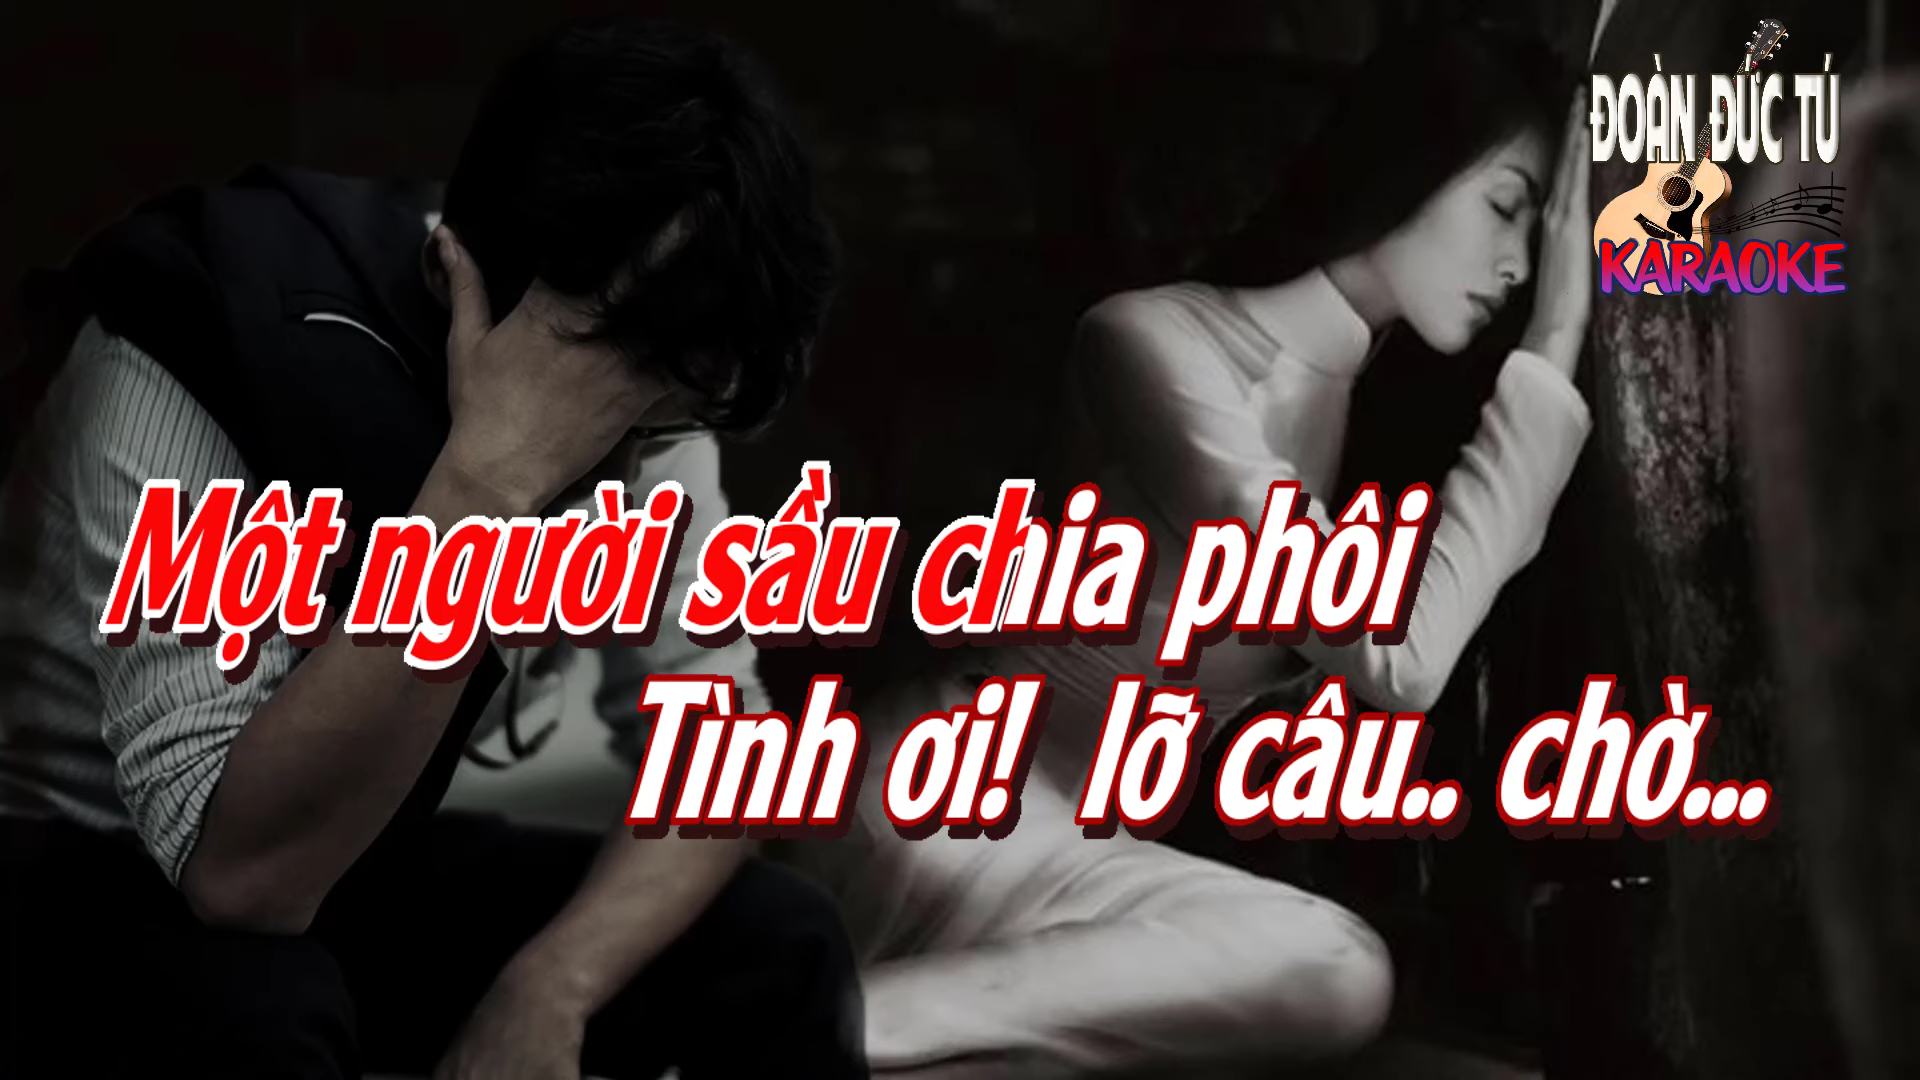 ĐOÀN ĐỨC TÚ
KARAOKE
Một người sầu chia phôi
Tình ơi! lỡ câu.. chờ...